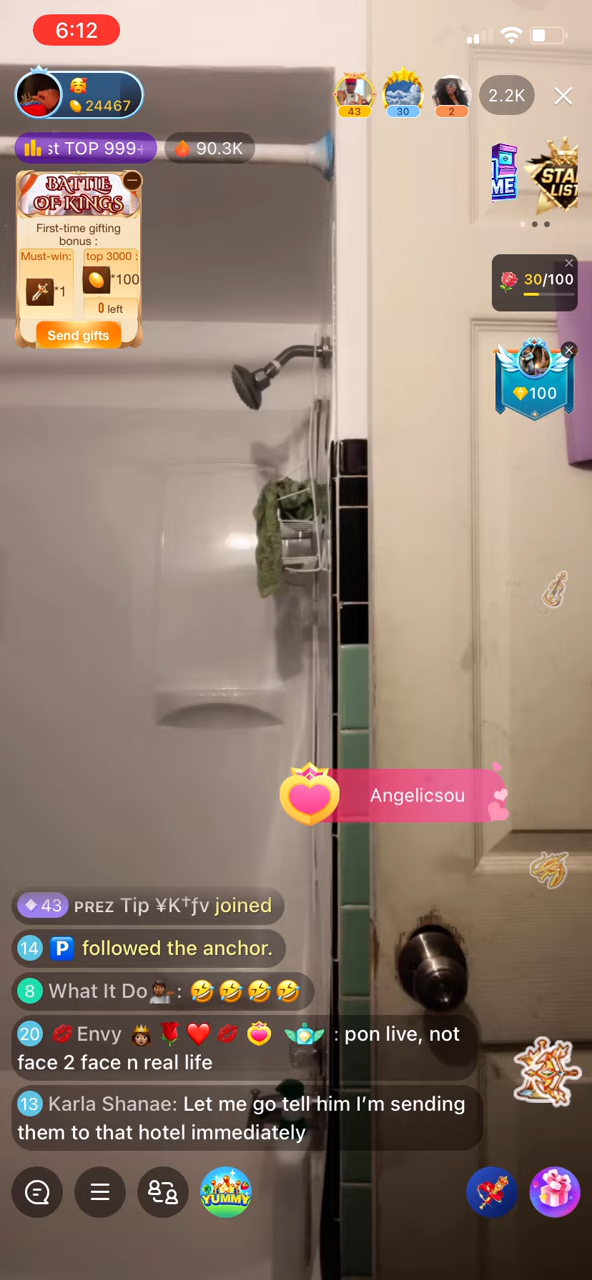 6:12
🥰
24467
43
30
2
2.2K
st TOP 999+
90.3K
BATTLE
OF KINGS
First-time gifting
bonus :
Must-win:
top 3000 :
*1
*100
0 left
Send gifts
ME
STA
LIST
30/100
100
Angelicsou
43 PREZ Tip ¥K†ƒv joined
14 🅿️ followed the anchor.
8 What It Do💁🏾: 🤣🤣🤣🤣
20 💋 Envy 👸🏾🌹❤️💋 : pon live, not
face 2 face n real life
13 Karla Shanae: Let me go tell him I’m sending
them to that hotel immediately
YUMMY